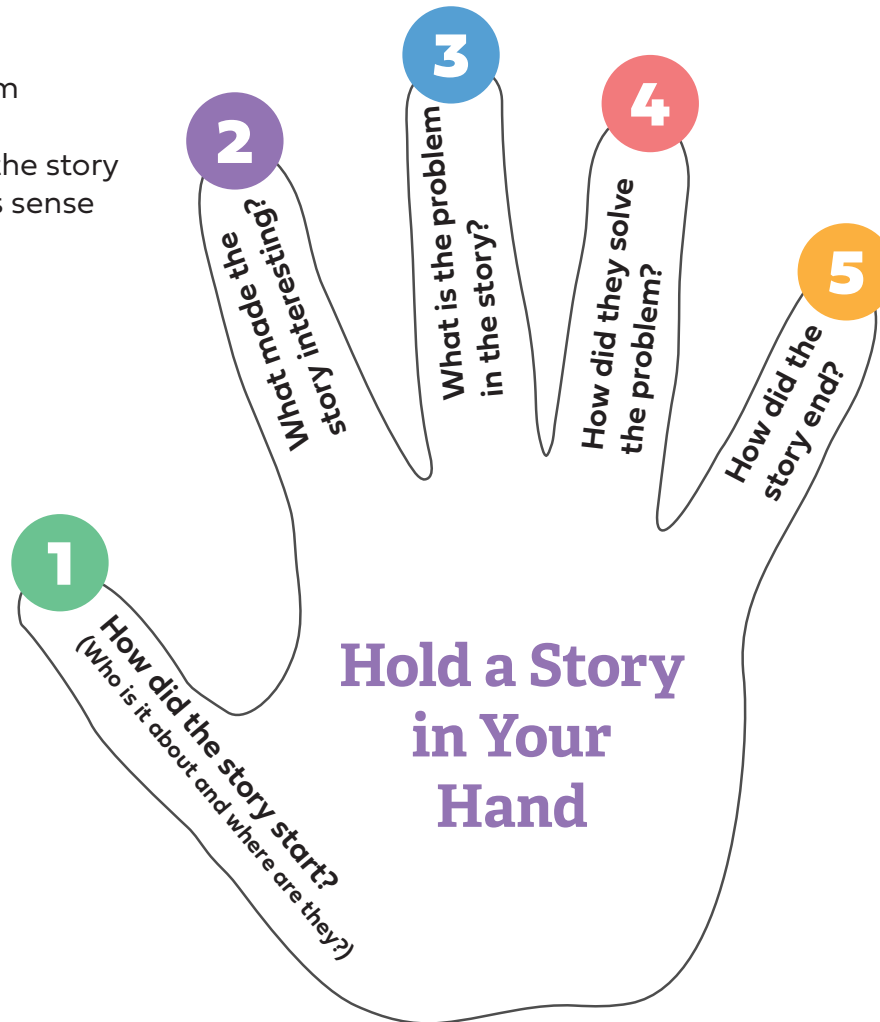 m
the story
s sense
1
How did the story start?
(Who is it about and where are they?)
2
What made the
story interesting?
3
What is the problem
in the story?
4
How did they solve
the problem?
5
How did the
story end?
Hold a Story
in Your
Hand